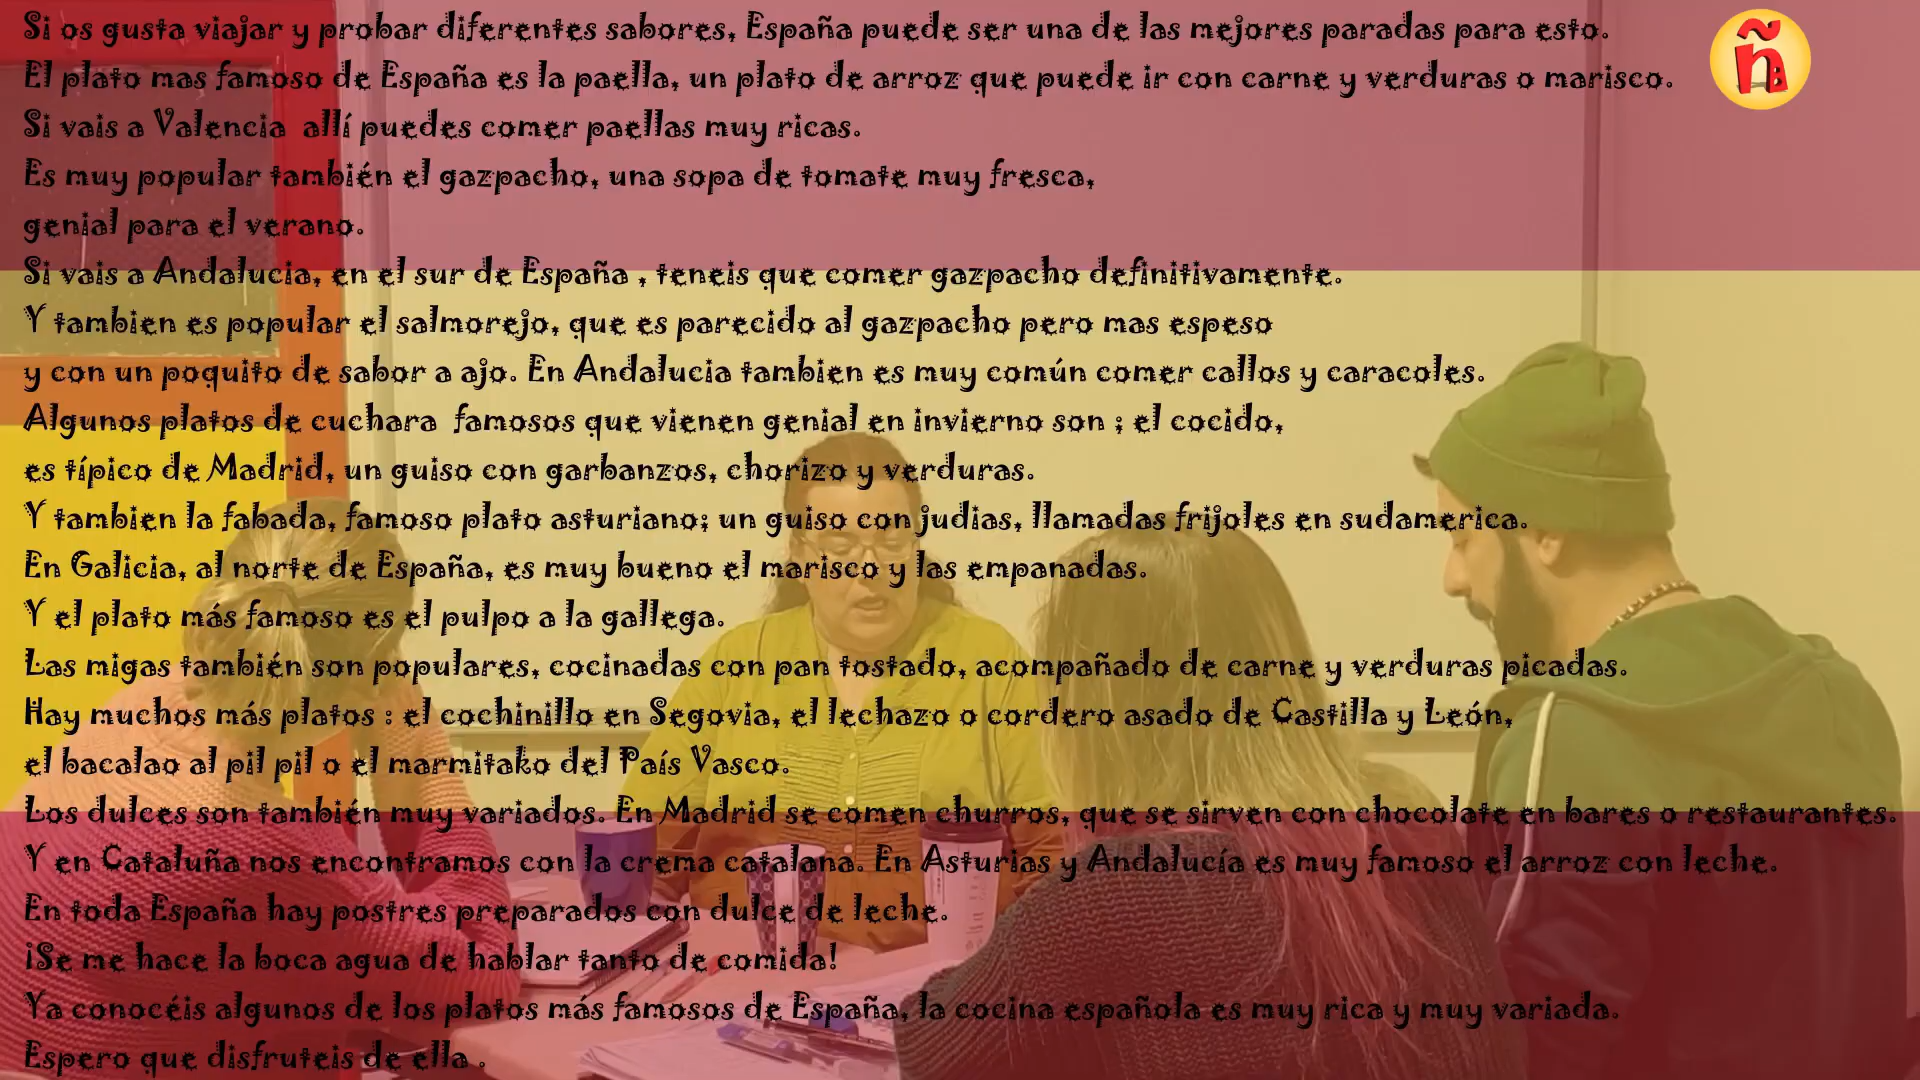 Si os gusta viajar y probar diferentes sabores, España puede ser una de las mejores paradas para esto.
ñ
El plato mas famoso de España es la paella, un plato de arroz que puede ir con carne y verduras o marisco.
Si vais a Valencia  allí puedes comer paellas muy ricas.
Es muy popular también el gazpacho, una sopa de tomate muy fresca,
genial para el verano.
Si vais a Andalucia, en el sur de España , teneis que comer gazpacho definitivamente.
Y tambien es popular el salmorejo, que es parecido al gazpacho pero mas espeso
y con un poquito de sabor a ajo. En Andalucia tambien es muy común comer callos y caracoles.
Algunos platos de cuchara  famosos que vienen genial en invierno son ; el cocido,
es típico de Madrid, un guiso con garbanzos, chorizo y verduras.
Y tambien la fabada, famoso plato asturiano; un guiso con judias, llamadas frijoles en sudamerica.
En Galicia, al norte de España, es muy bueno el marisco y las empanadas.
Y el plato más famoso es el pulpo a la gallega.
Las migas también son populares, cocinadas con pan tostado, acompañado de carne y verduras picadas.
Hay muchos más platos : el cochinillo en Segovia, el lechazo o cordero asado de Castilla y León,
el bacalao al pil pil o el marmitako del País Vasco.
Los dulces son también muy variados. En Madrid se comen churros, que se sirven con chocolate en bares o restaurantes.
Y en Cataluña nos encontramos con la crema catalana. En Asturias y Andalucía es muy famoso el arroz con leche.
En toda España hay postres preparados con dulce de leche.
¡Se me hace la boca agua de hablar tanto de comida!
Ya conocéis algunos de los platos más famosos de España, la cocina española es muy rica y muy variada.
Espero que disfruteis de ella .